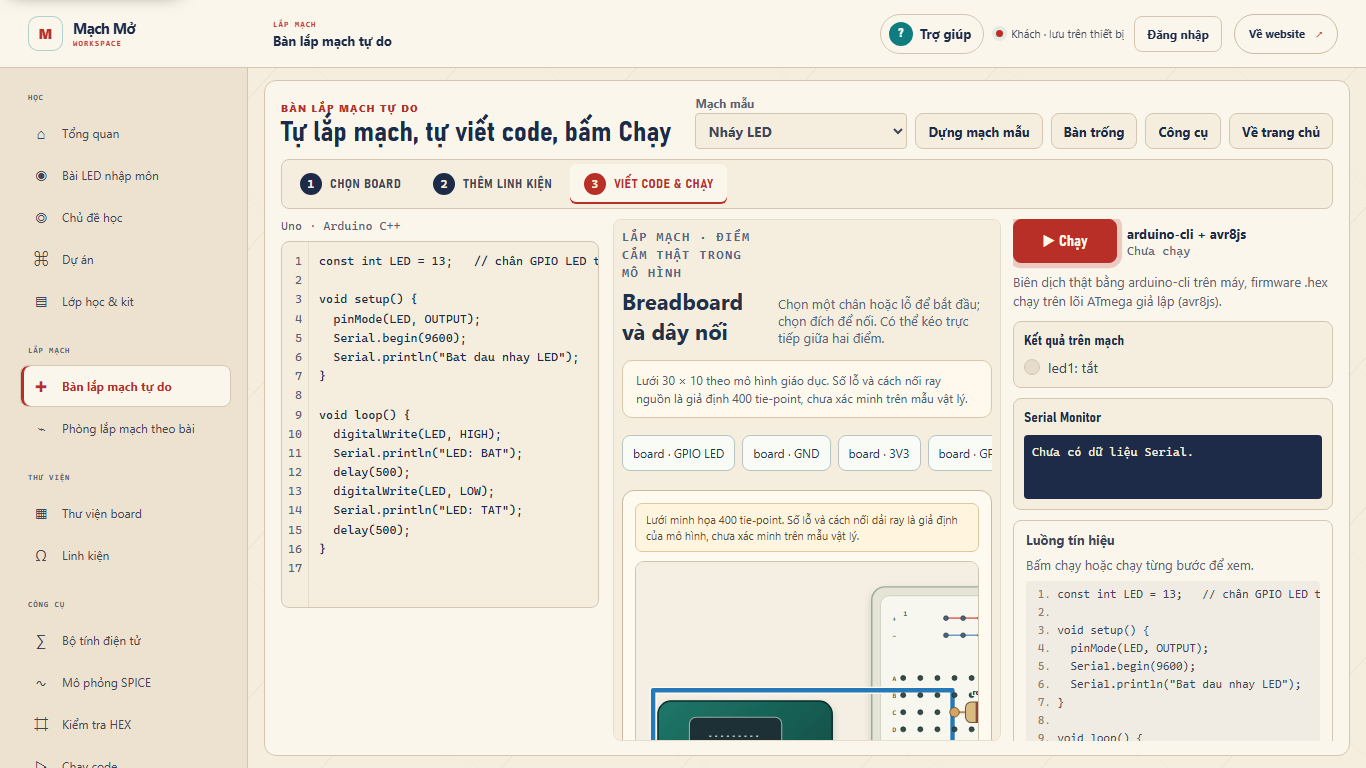 M
Mạch Mở
WORKSPACE
LẮP MẠCH
Bàn lắp mạch tự do
? Trợ giúp
Khách · lưu trên thiết bị
Đăng nhập
Về website ↗
HỌC
Tổng quan
Bài LED nhập môn
Chủ đề học
Dự án
Lớp học & kit
LẮP MẠCH
Bàn lắp mạch tự do
Phòng lắp mạch theo bài
THƯ VIỆN
Thư viện board
Linh kiện
CÔNG CỤ
Bộ tính điện tử
Mô phỏng SPICE
Kiểm tra HEX
Chạy code
BÀN LẮP MẠCH TỰ DO
Tự lắp mạch, tự viết code, bấm Chạy
Mạch mẫu
Nháy LED
Dựng mạch mẫu
Bàn trống
Công cụ
Về trang chủ
1 CHỌN BOARD
2 THÊM LINH KIỆN
3 VIẾT CODE & CHẠY
Uno · Arduino C++
1 const int LED = 13;   // chân GPIO LED t
2
3 void setup() {
4   pinMode(LED, OUTPUT);
5   Serial.begin(9600);
6   Serial.println("Bat dau nhay LED");
7 }
8
9 void loop() {
10   digitalWrite(LED, HIGH);
11   Serial.println("LED: BAT");
12   delay(500);
13   digitalWrite(LED, LOW);
14   Serial.println("LED: TAT");
15   delay(500);
16 }
17
LẮP MẠCH · ĐIỂM
CẮM THẬT TRONG
MÔ HÌNH
Breadboard
và dây nối
Chọn một chân hoặc lỗ để bắt đầu;
chọn đích để nối. Có thể kéo trực
tiếp giữa hai điểm.
Lưới 30 × 10 theo mô hình giáo dục. Số lỗ và cách nối ray
nguồn là giả định 400 tie-point, chưa xác minh trên mẫu vật lý.
board · GPIO LED
board · GND
board · 3V3
board · GP
Lưới minh họa 400 tie-point. Số lỗ và cách nối dải ray là giả định
của mô hình, chưa xác minh trên mẫu vật lý.
1
+
-
A
B
C
D
▶ Chạy
arduino-cli + avr8js
Chưa chạy
Biên dịch thật bằng arduino-cli trên máy, firmware .hex
chạy trên lõi ATmega giả lập (avr8js).
Kết quả trên mạch
led1: tắt
Serial Monitor
Chưa có dữ liệu Serial.
Luồng tín hiệu
Bấm chạy hoặc chạy từng bước để xem.
1. const int LED = 13;   // chân GPIO LED t
2.
3. void setup() {
4.   pinMode(LED, OUTPUT);
5.   Serial.begin(9600);
6.   Serial.println("Bat dau nhay LED");
7. }
8.
9. void loop() {